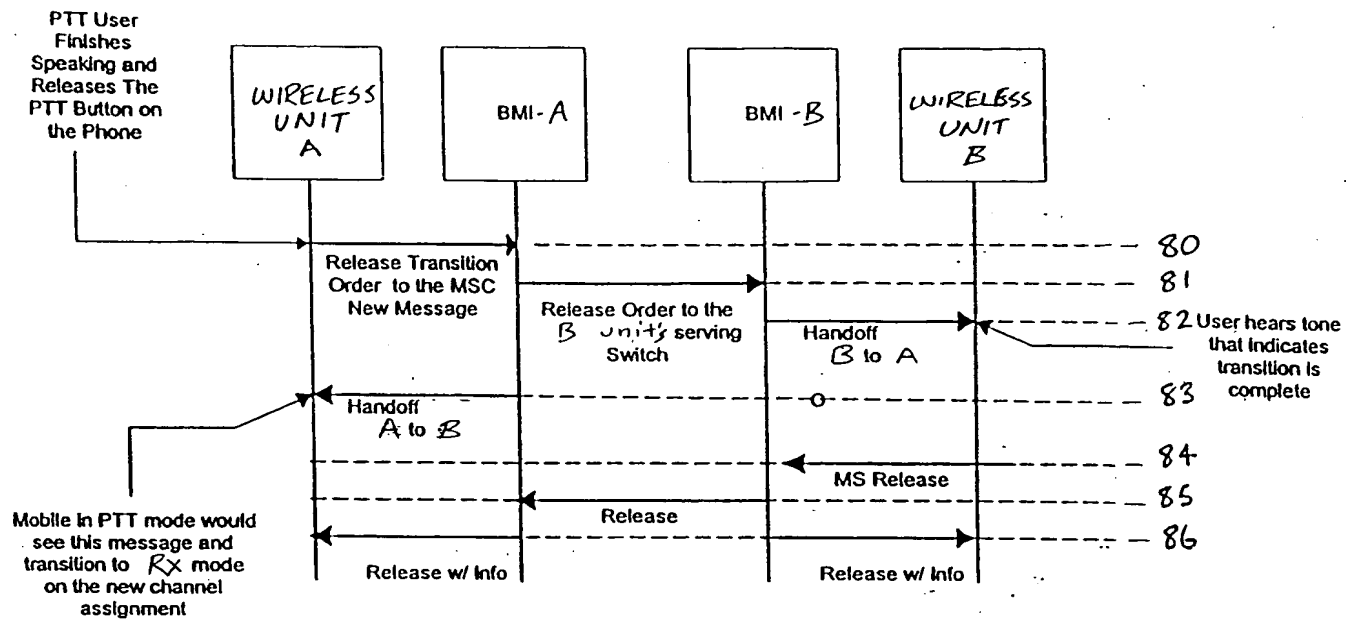 PTT User
Finishes
Speaking and
Releases The
PTT Button on
the Phone
WIRELESS
UNIT
A
BMI-A
BMI-B
WIRELESS
UNIT
B
80
Release Transition
Order to the MSC
New Message
81
Release Order to the
B unit's serving
Switch
82
Handoff
B to A
User hears tone
that indicates
transition is
complete
83
Handoff
A to B
84
MS Release
85
Release
86
Release w/ Info
Release w/ Info
Mobile in PTT mode would
see this message and
transition to Rx mode
on the new channel
assignment